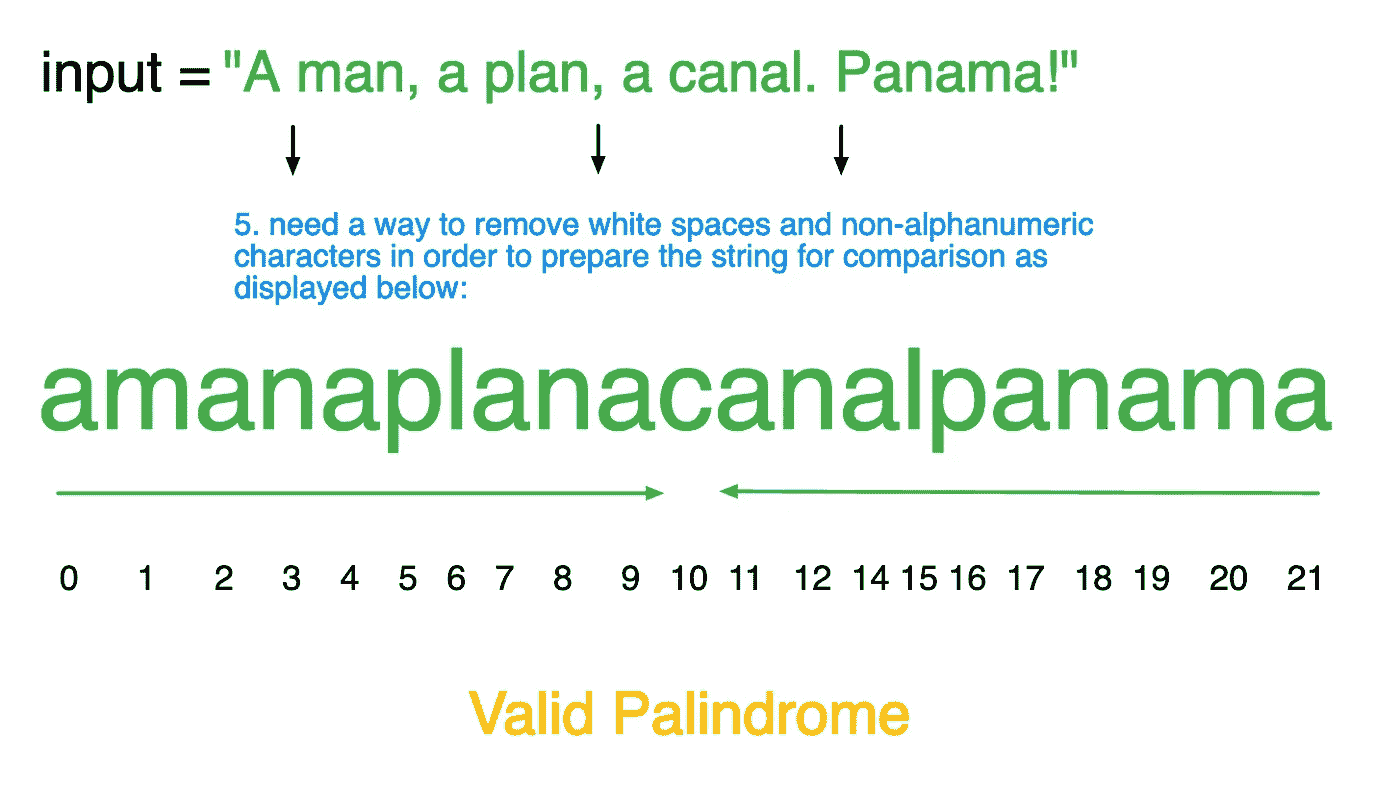 input = "A man, a plan, a canal. Panama!"
5. need a way to remove white spaces and non-alphanumeric
characters in order to prepare the string for comparison as
displayed below:
amanaplanacanalpanama
0 1 2 3 4 5 6 7 8 9 10 11 12 14 15 16 17 18 19 20 21
Valid Palindrome